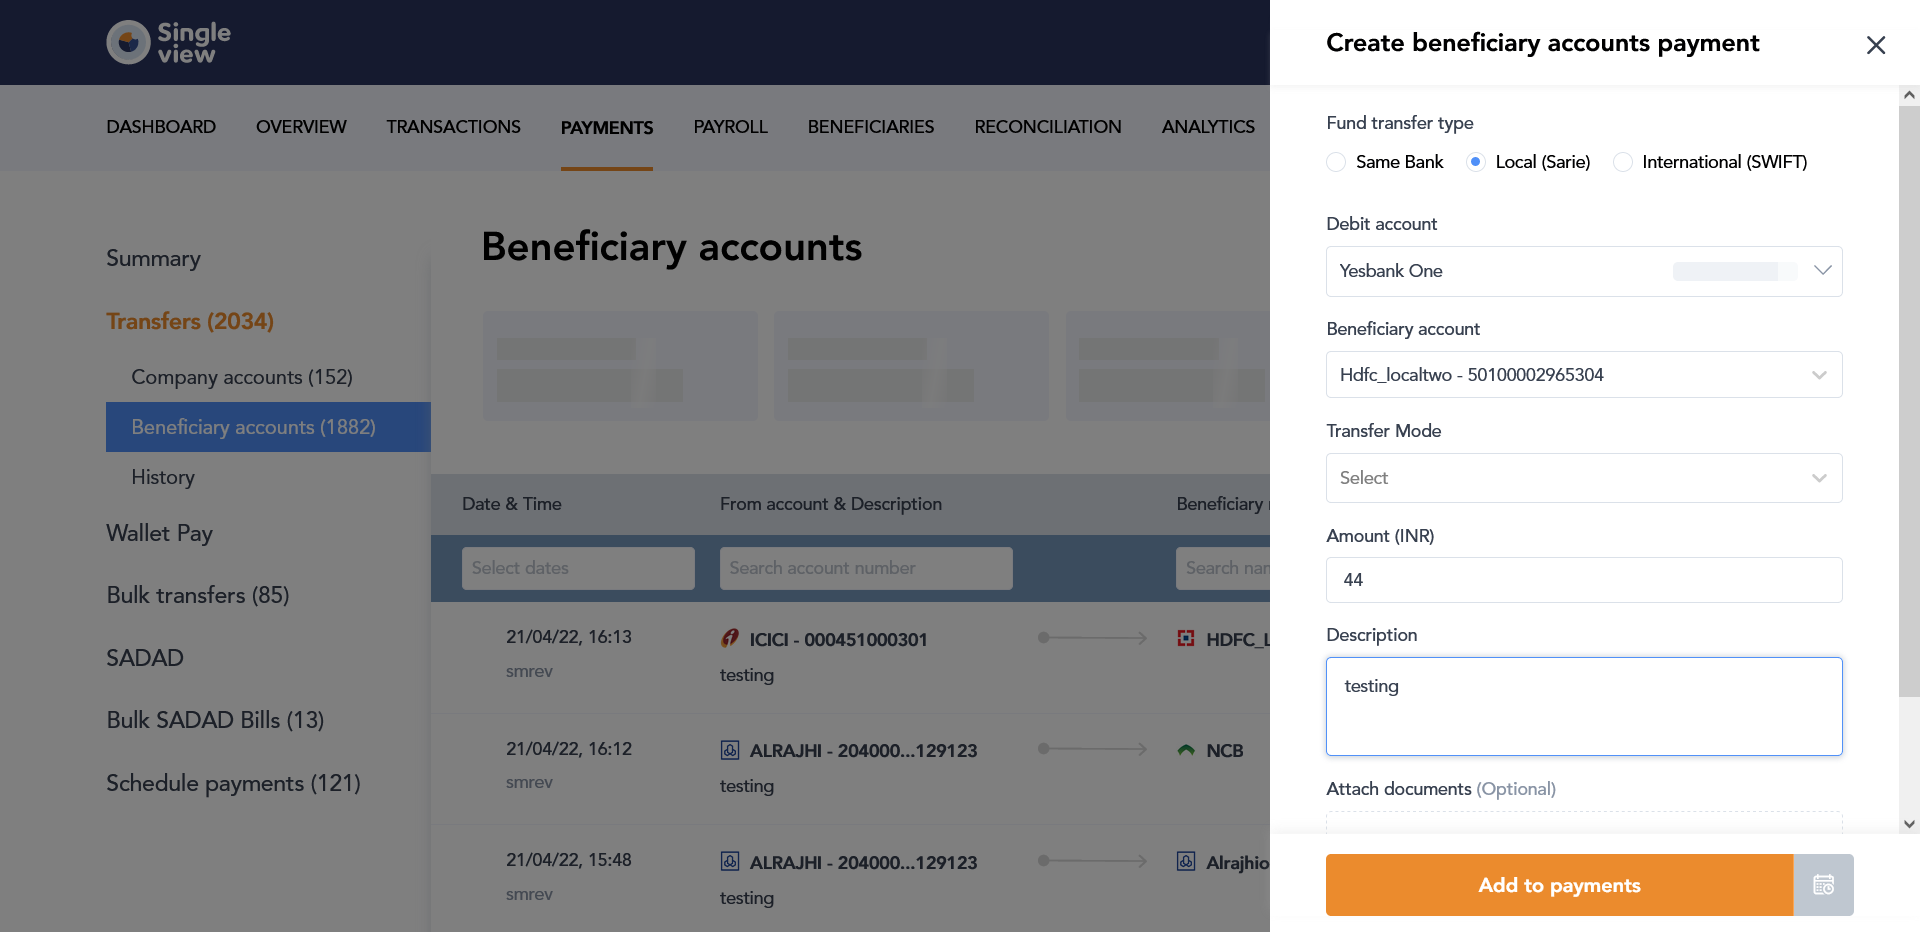 Single
view
DASHBOARD OVERVIEW TRANSACTIONS PAYMENTS PAYROLL BENEFICIARIES RECONCILIATION ANALYTICS
Summary
Transfers (2034)
Company accounts (152)
Beneficiary accounts (1882)
History
Wallet Pay
Bulk transfers (85)
SADAD
Bulk SADAD Bills (13)
Schedule payments (121)
Beneficiary accounts
Date & Time From account & Description Beneficiary
Select dates Search account number Search nam
21/04/22, 16:13 ICICI - 000451000301 HDFC_L
smrev testing
21/04/22, 16:12 ALRAJHI - 204000...129123 NCB
smrev testing
21/04/22, 15:48 ALRAJHI - 204000...129123 Alrajhio
smrev testing
Create beneficiary accounts payment
Fund transfer type
Same Bank Local (Sarie) International (SWIFT)
Debit account
Yesbank One
Beneficiary account
Hdfc_localtwo - 50100002965304
Transfer Mode
Select
Amount (INR)
44
Description
testing
Attach documents (Optional)
Add to payments